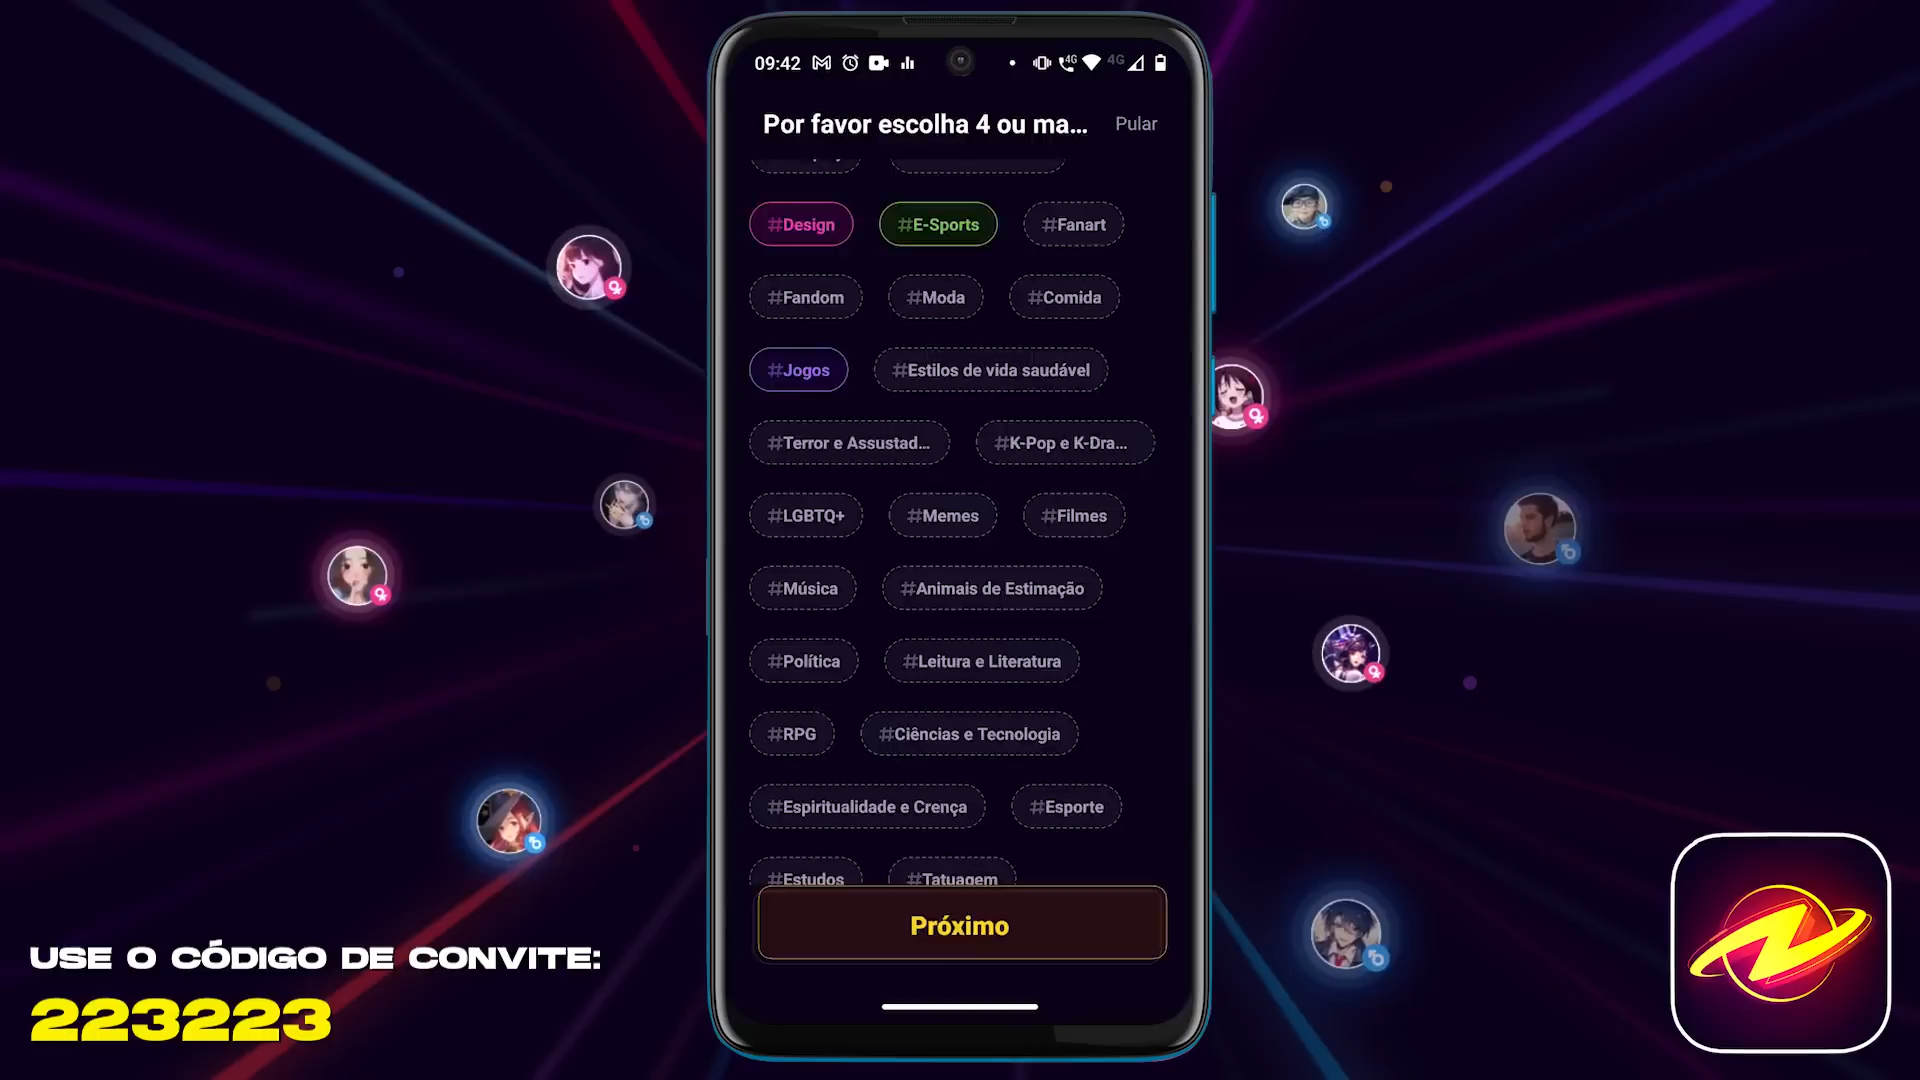 09:42
4G
4G
Por favor escolha 4 ou ma...
Pular
#Design
#E-Sports
#Fanart
#Fandom
#Moda
#Comida
#Jogos
#Estilos de vida saudável
#Terror e Assustad...
#K-Pop e K-Dra...
#LGBTQ+
#Memes
#Filmes
#Música
#Animais de Estimação
#Política
#Leitura e Literatura
#RPG
#Ciências e Tecnologia
#Espiritualidade e Crença
#Esporte
#Estudos
#Tatuagem
Próximo
USE O CÓDIGO DE CONVITE:
223223